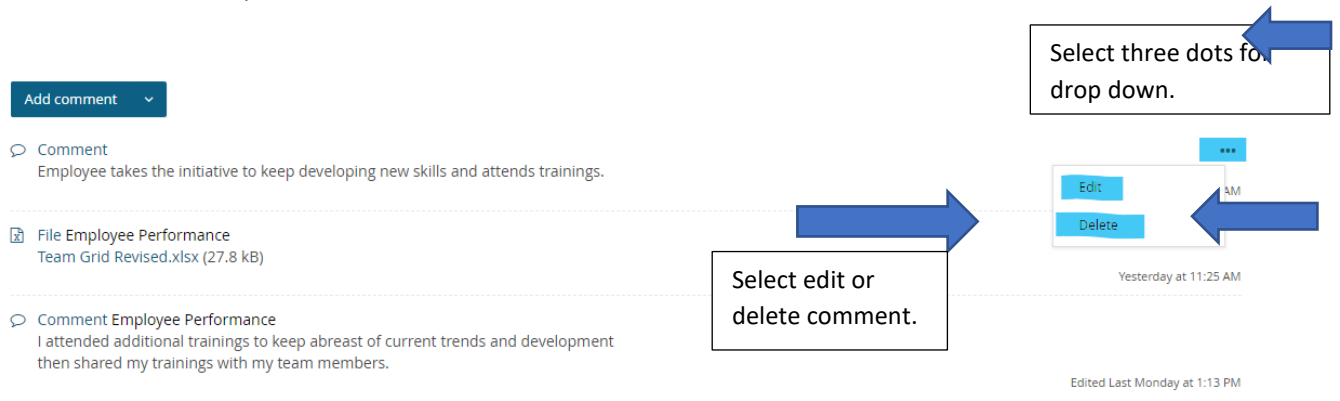 Select three dots for
drop down.
Add comment
Comment
Employee takes the initiative to keep developing new skills and attends trainings.
Edit
AM
Delete
File Employee Performance
Team Grid Revised.xlsx (27.8 kB)
Yesterday at 11:25 AM
Select edit or
delete comment.
Comment Employee Performance
I attended additional trainings to keep abreast of current trends and development
then shared my trainings with my team members.
Edited Last Monday at 1:13 PM